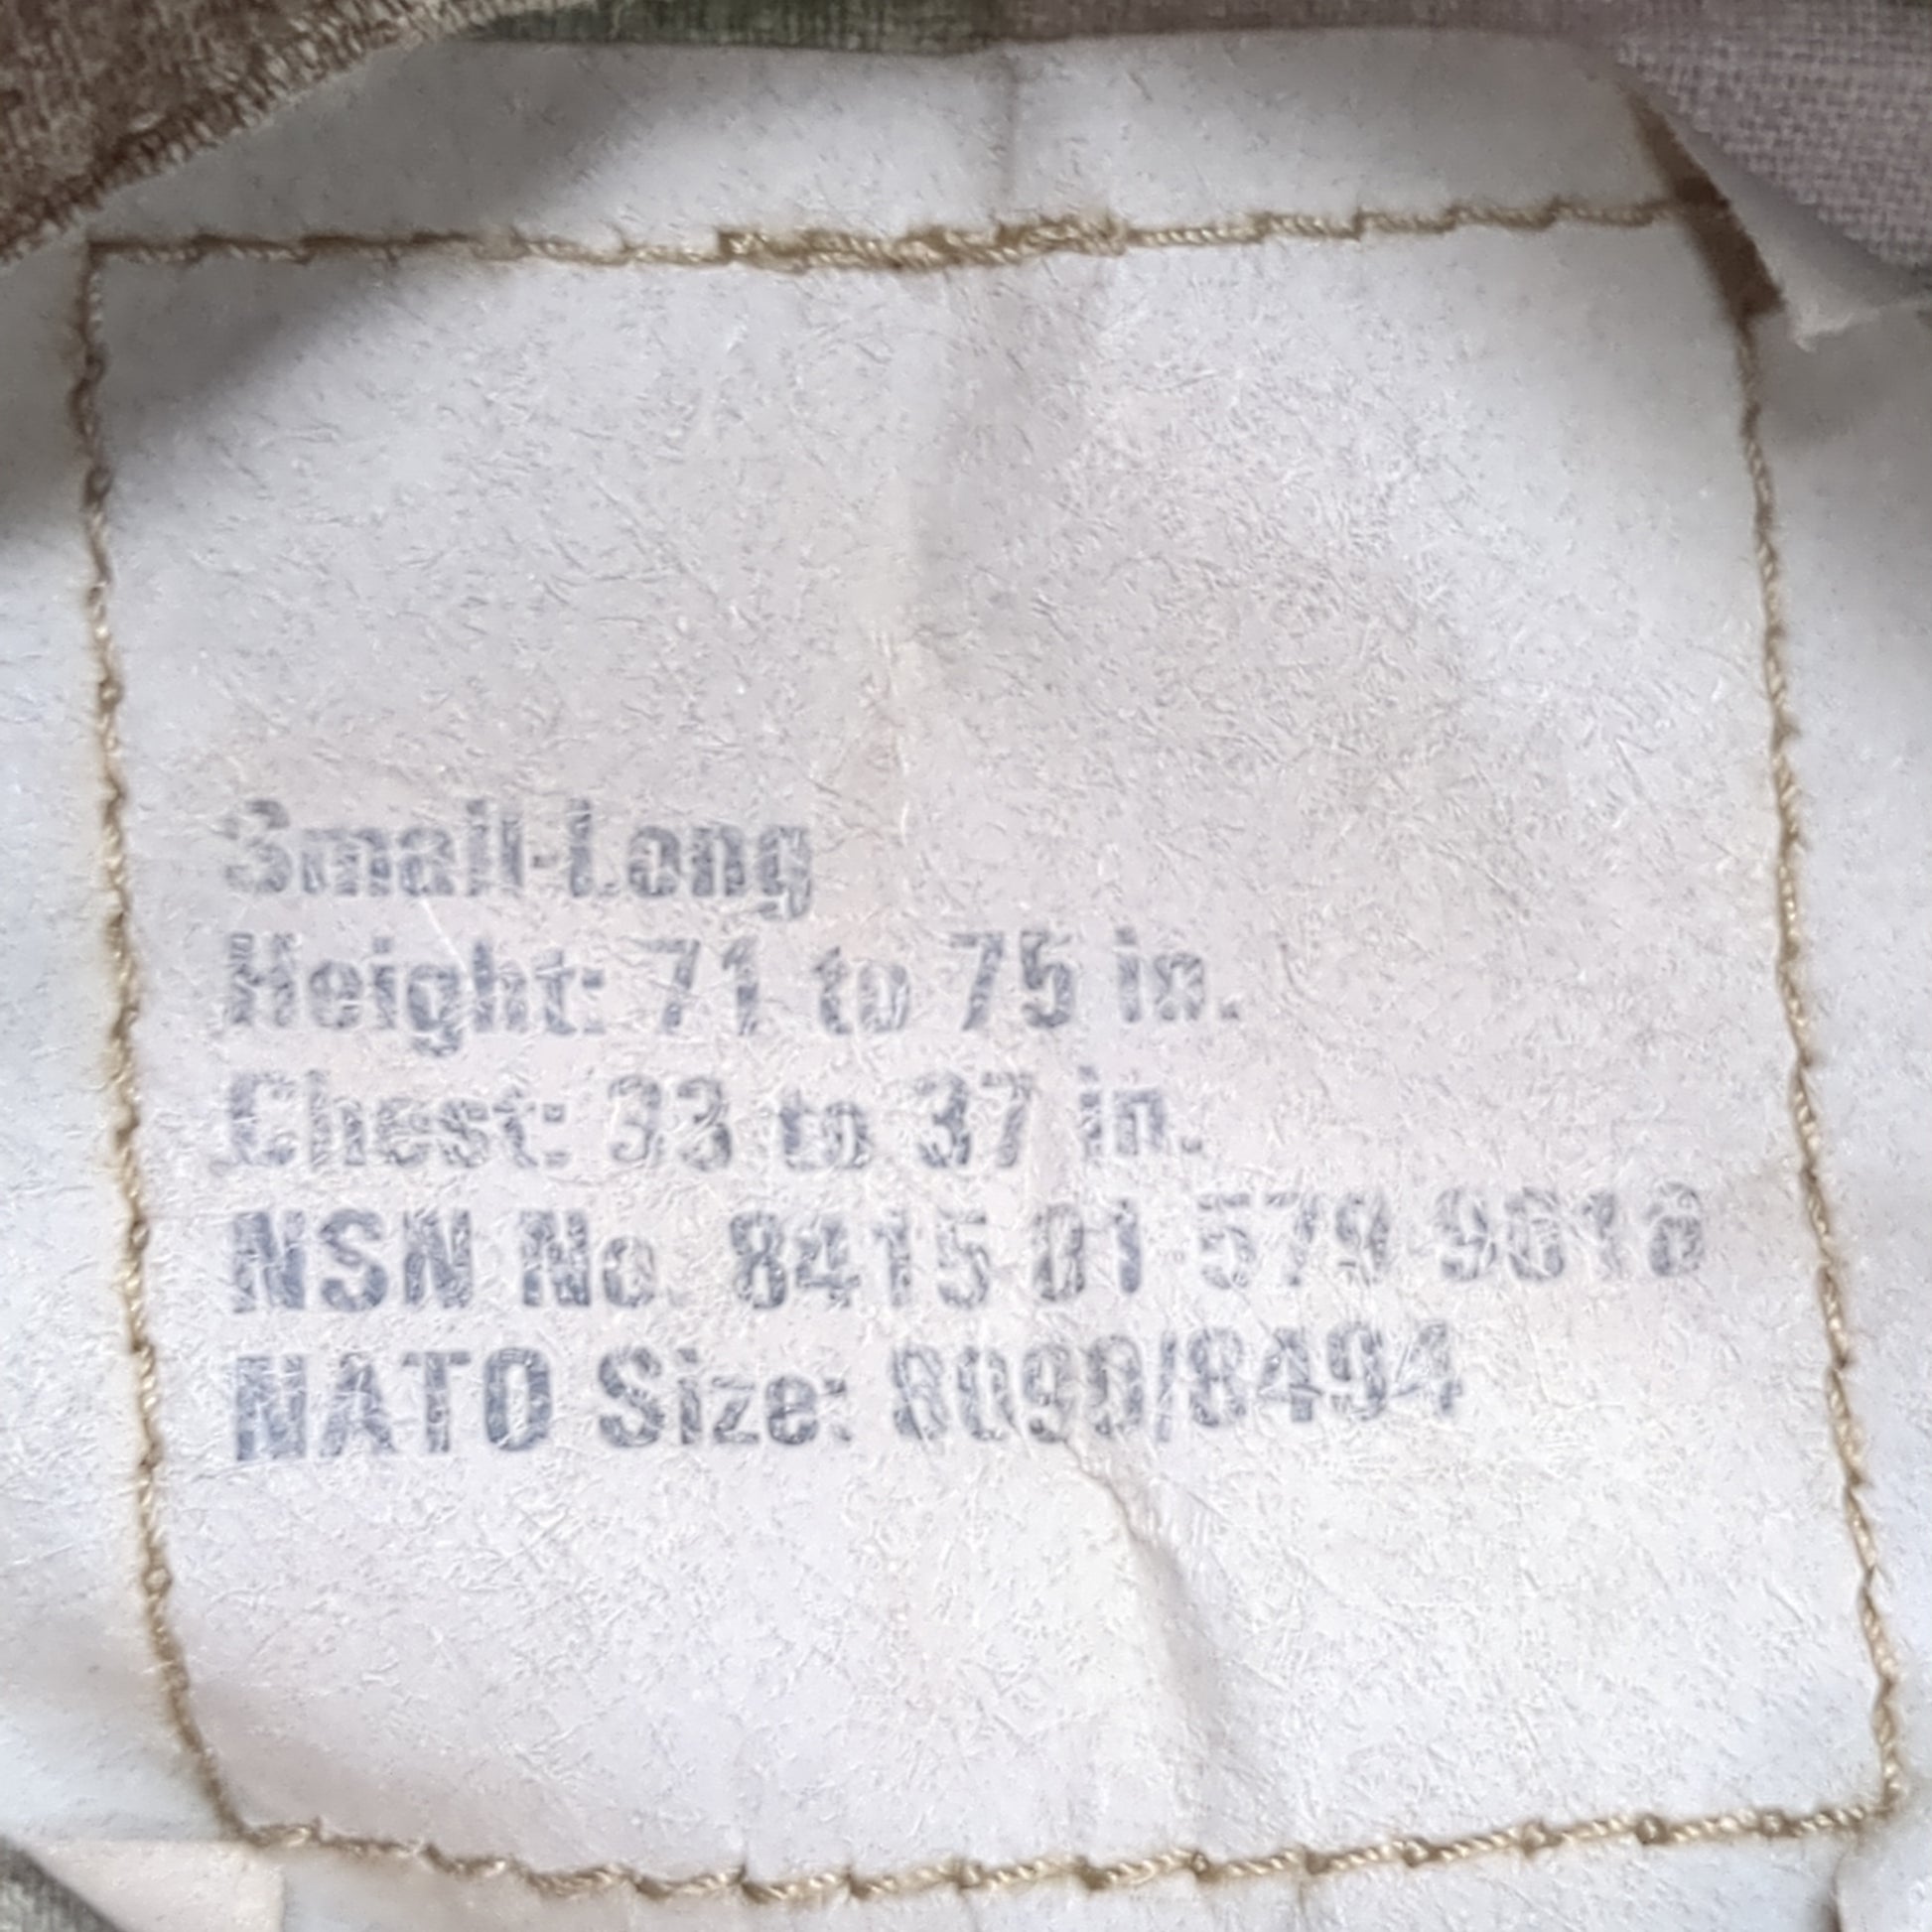 Small-Long
Height: 71 to 75 in.
Chest: 33 to 37 in.
NSN No. 8415 01 579
NATO Size: 8090/8494